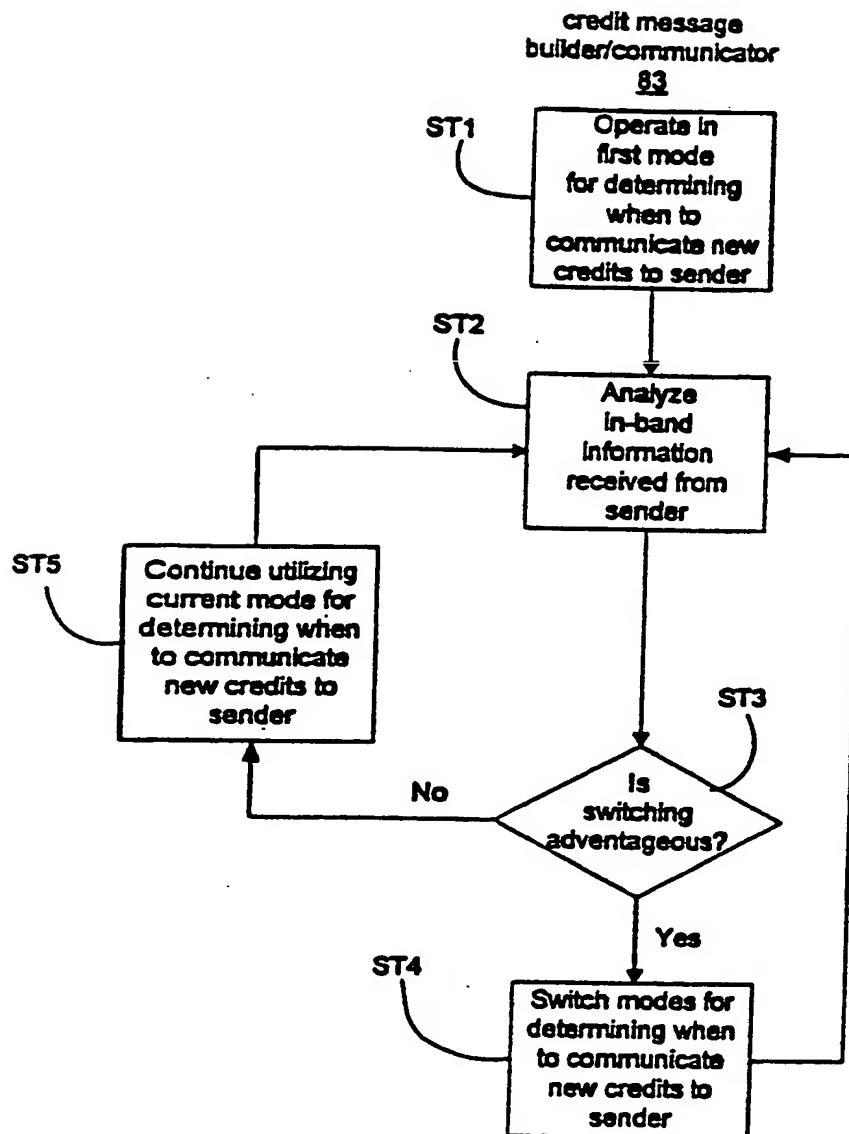 credit message
builder/communicator
83
ST1
Operate in
first mode
for determining
when to
communicate new
credits to sender
ST2
Analyze
in-band
information
received from
sender
ST5
Continue utilizing
current mode for
determining when
to communicate
new credits to
sender
ST3
Is
switching
adventageous?
No
Yes
ST4
Switch modes for
determining when
to communicate
new credits to
sender